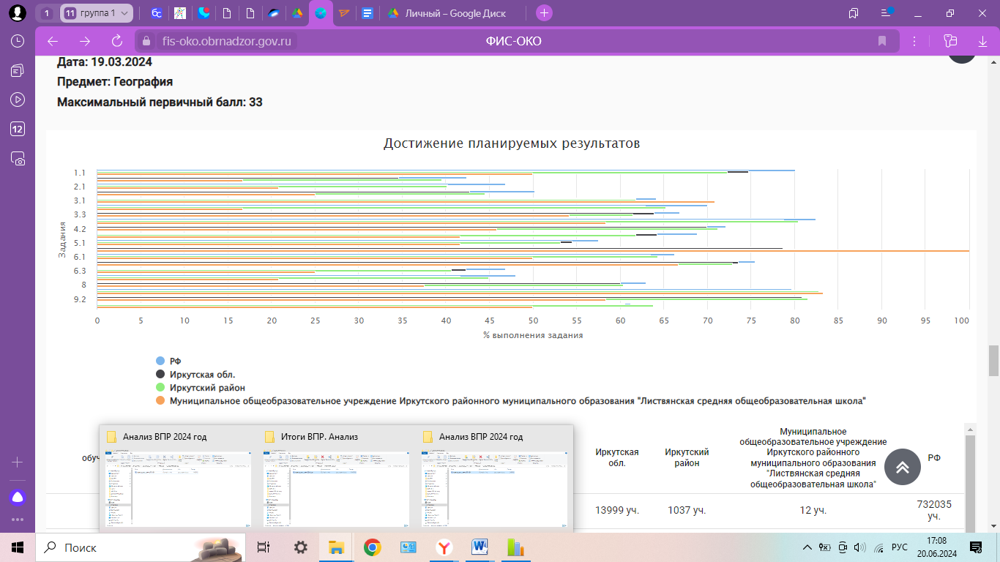 1
11 группа 1
Личный – Google Диск
fis-oko.obrnadzor.gov.ru
ФИС-ОКО
12
Дата: 19.03.2024
Предмет: География
Максимальный первичный балл: 33
Достижение планируемых результатов
Задания
1.1
2.1
3.1
3.3
4.2
5.1
6.1
6.3
8
9.2
0 5 10 15 20 25 30 35 40 45 50 55 60 65 70 75 80 85 90 95 100
% выполнения задания
РФ
Иркутская обл.
Иркутский район
Муниципальное общеобразовательное учреждение Иркутского районного муниципального образования "Листвянская средняя общеобразовательная школа"
Анализ ВПР 2024 год
Итоги ВПР. Анализ
Анализ ВПР 2024 год
Иркутская
обл.
Иркутский
район
Муниципальное
общеобразовательное учреждение
Иркутского районного
муниципального образования
"Листвянская средняя
общеобразовательная школа"
РФ
13999 уч.
1037 уч.
12 уч.
732035
уч.
Поиск
РУС
17:08
20.06.2024